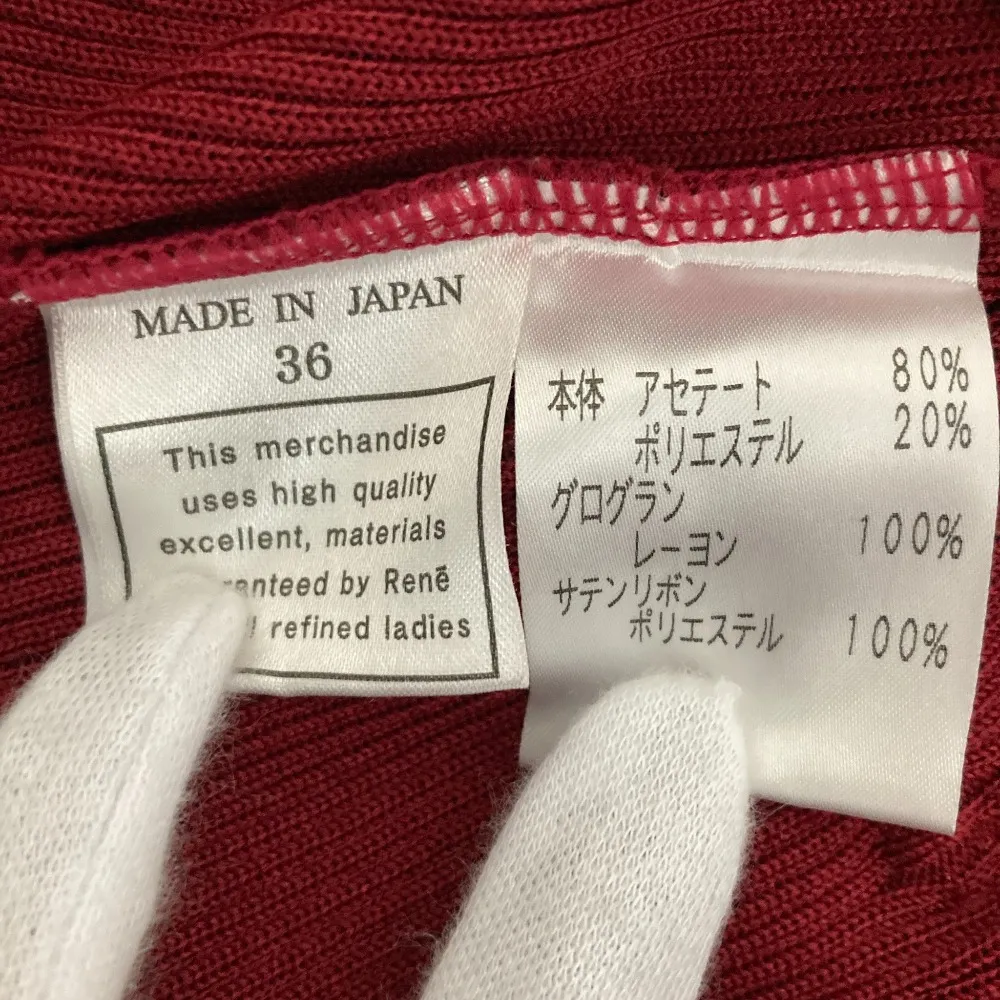 MADE IN JAPAN
36
This merchandise
uses high quality
excellent, materials
by Renē
refined ladies
本体 アセテート 80%
ポリエステル 20%
グログラン
レーヨン 100%
サテンリボン
ポリエステル 100%